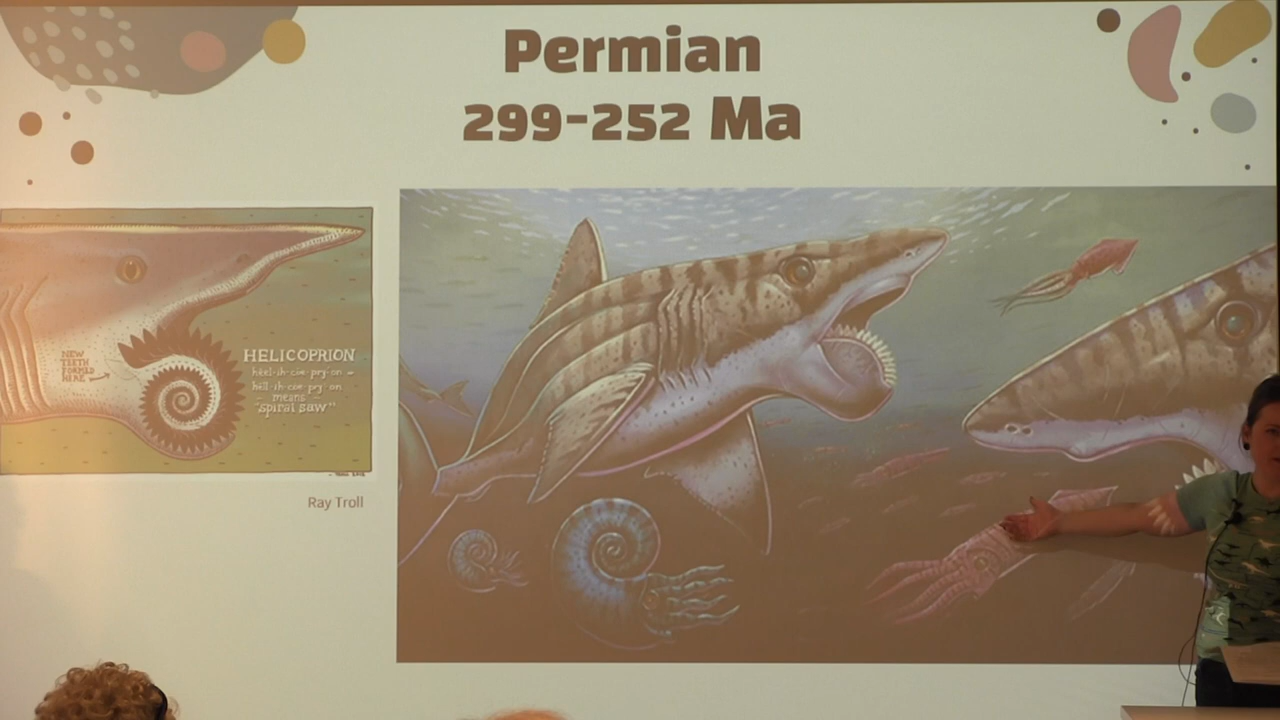 Permian
299-252 Ma
NEW
TEETH
FORMED
HERE
HELICOPRION
means
"spiral saw"
Ray Troll